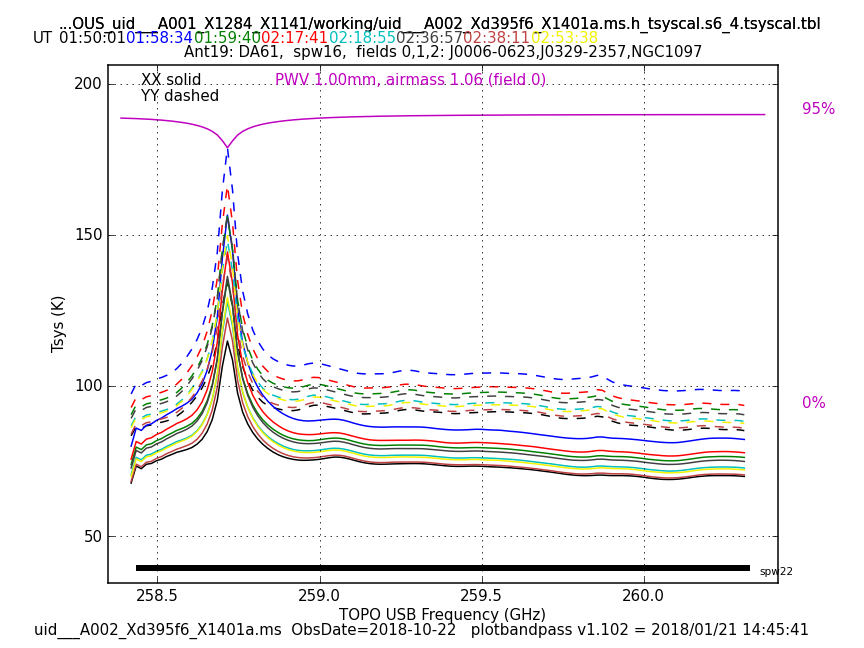 ...OUS_uid___A001_X1284_X1141/working/uid___A002_Xd395f6_X1401a.ms.h_tsyscal.s6_4.tsyscal.tbl
UT 01:50:01 01:58:34 01:59:40 02:17:41 02:18:55 02:36:57 02:38:11 02:53:38
Ant19: DA61,  spw16,  fields 0,1,2: J0006-0623,J0329-2357,NGC1097
XX solid
YY dashed
PWV 1.00mm, airmass 1.06 (field 0)
200
150
100
50
Tsys (K)
95%
0%
spw22
258.5 259.0 259.5 260.0
TOPO USB Frequency (GHz)
uid___A002_Xd395f6_X1401a.ms  ObsDate=2018-10-22   plotbandpass v1.102 = 2018/01/21 14:45:41